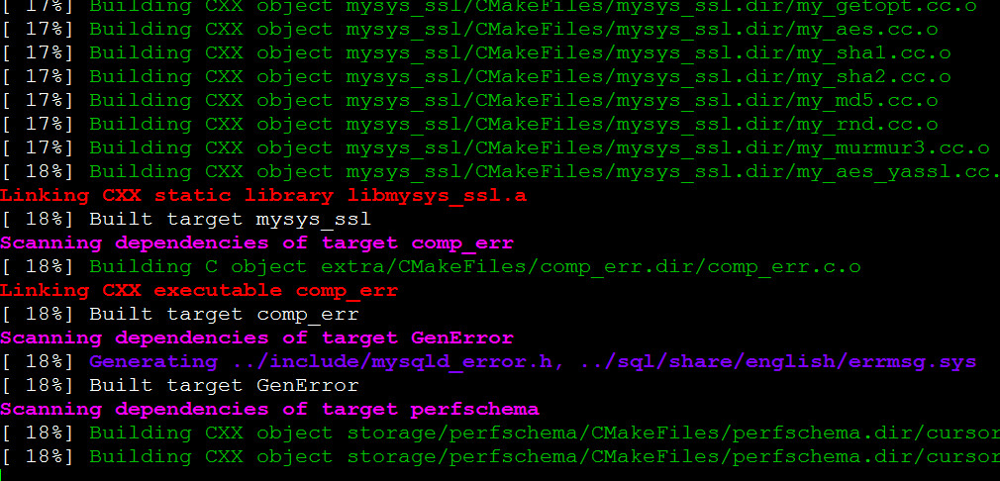 [ 17%] Building CXX object mysys_ssl/CMakeFiles/mysys_ssl.dir/my_getopt.cc.o
[ 17%] Building CXX object mysys_ssl/CMakeFiles/mysys_ssl.dir/my_aes.cc.o
[ 17%] Building CXX object mysys_ssl/CMakeFiles/mysys_ssl.dir/my_sha1.cc.o
[ 17%] Building CXX object mysys_ssl/CMakeFiles/mysys_ssl.dir/my_sha2.cc.o
[ 17%] Building CXX object mysys_ssl/CMakeFiles/mysys_ssl.dir/my_md5.cc.o
[ 17%] Building CXX object mysys_ssl/CMakeFiles/mysys_ssl.dir/my_rnd.cc.o
[ 17%] Building CXX object mysys_ssl/CMakeFiles/mysys_ssl.dir/my_murmur3.cc.o
[ 18%] Building CXX object mysys_ssl/CMakeFiles/mysys_ssl.dir/my_aes_yassl.cc.
Linking CXX static library libmysys_ssl.a
[ 18%] Built target mysys_ssl
Scanning dependencies of target comp_err
[ 18%] Building C object extra/CMakeFiles/comp_err.dir/comp_err.c.o
Linking CXX executable comp_err
[ 18%] Built target comp_err
Scanning dependencies of target GenError
[ 18%] Generating ../include/mysqld_error.h, ../sql/share/english/errmsg.sys
[ 18%] Built target GenError
Scanning dependencies of target perfschema
[ 18%] Building CXX object storage/perfschema/CMakeFiles/perfschema.dir/cursor
[ 18%] Building CXX object storage/perfschema/CMakeFiles/perfschema.dir/cursor